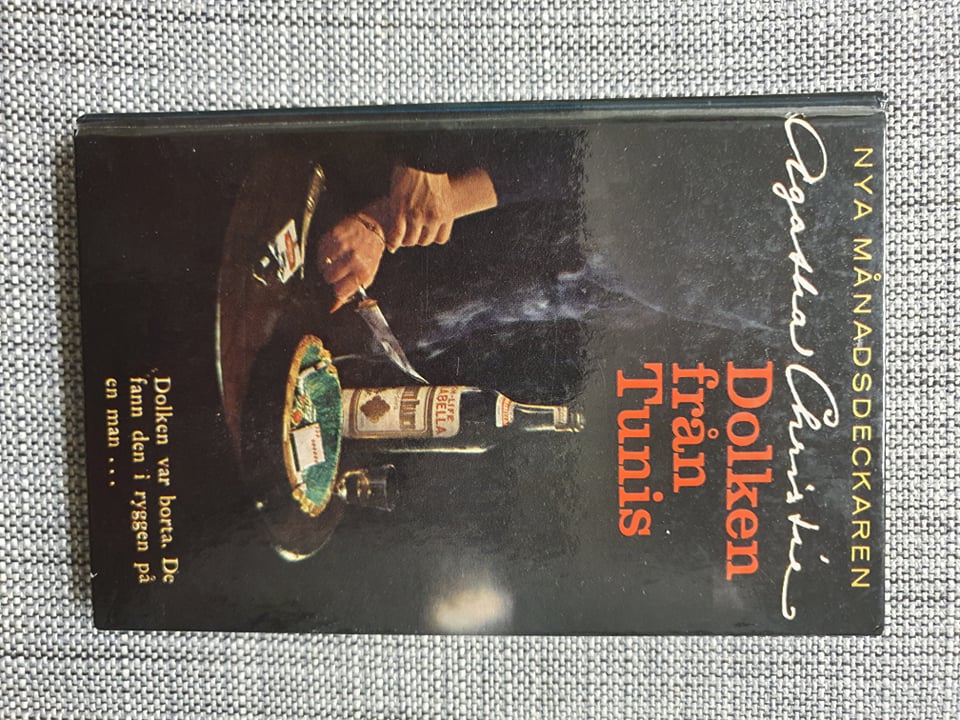 NYA MÅNADSDECKAREN
Agatha Christie
Dolken
från
Tunis
Dolken var borta. De
fann den i ryggen på
en man ...